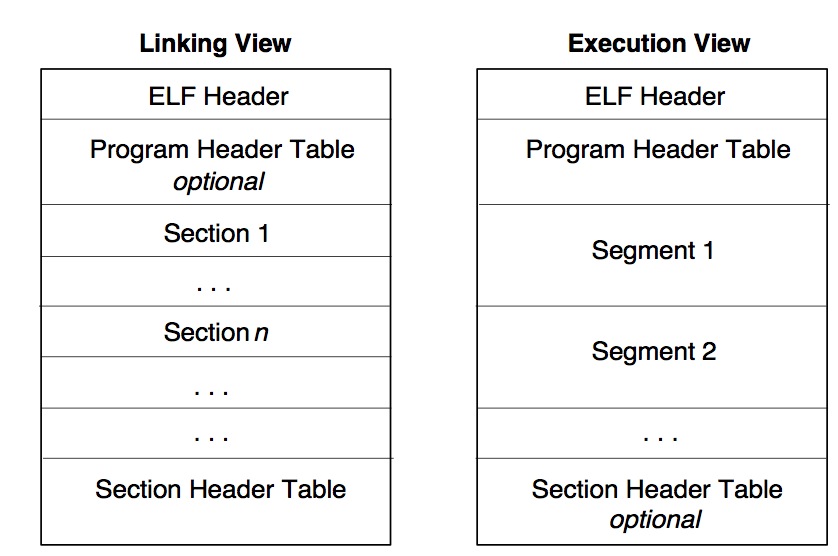 Linking View
ELF Header
Program Header Table
optional
Section 1
. . .
Section n
. . .
. . .
Section Header Table
Execution View
ELF Header
Program Header Table
Segment 1
Segment 2
. . .
Section Header Table
optional